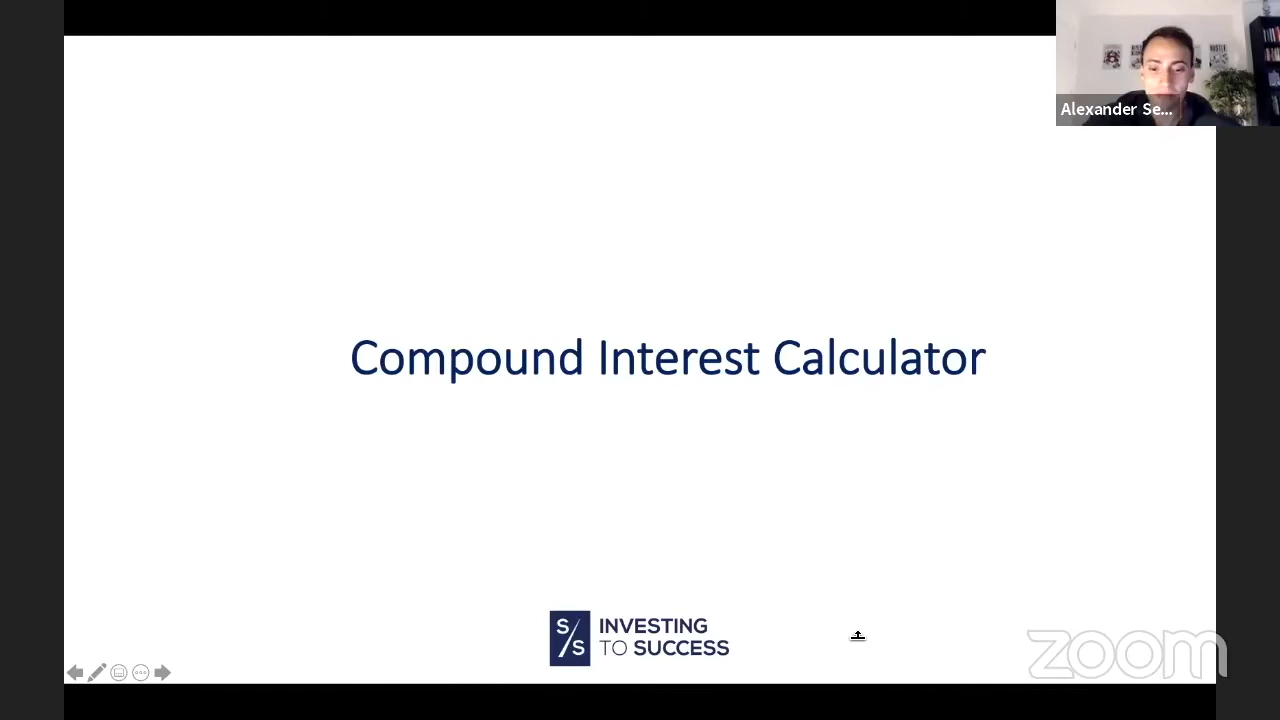 Alexander Se...
Compound Interest Calculator
S/S
INVESTING
TO SUCCESS
zoom